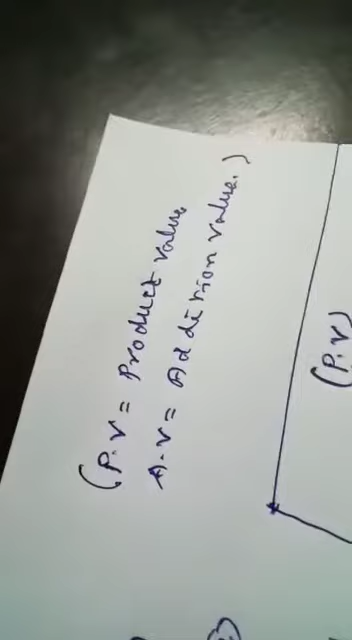 (P.V = Product value
A.V = Addition value.)
(P.V)